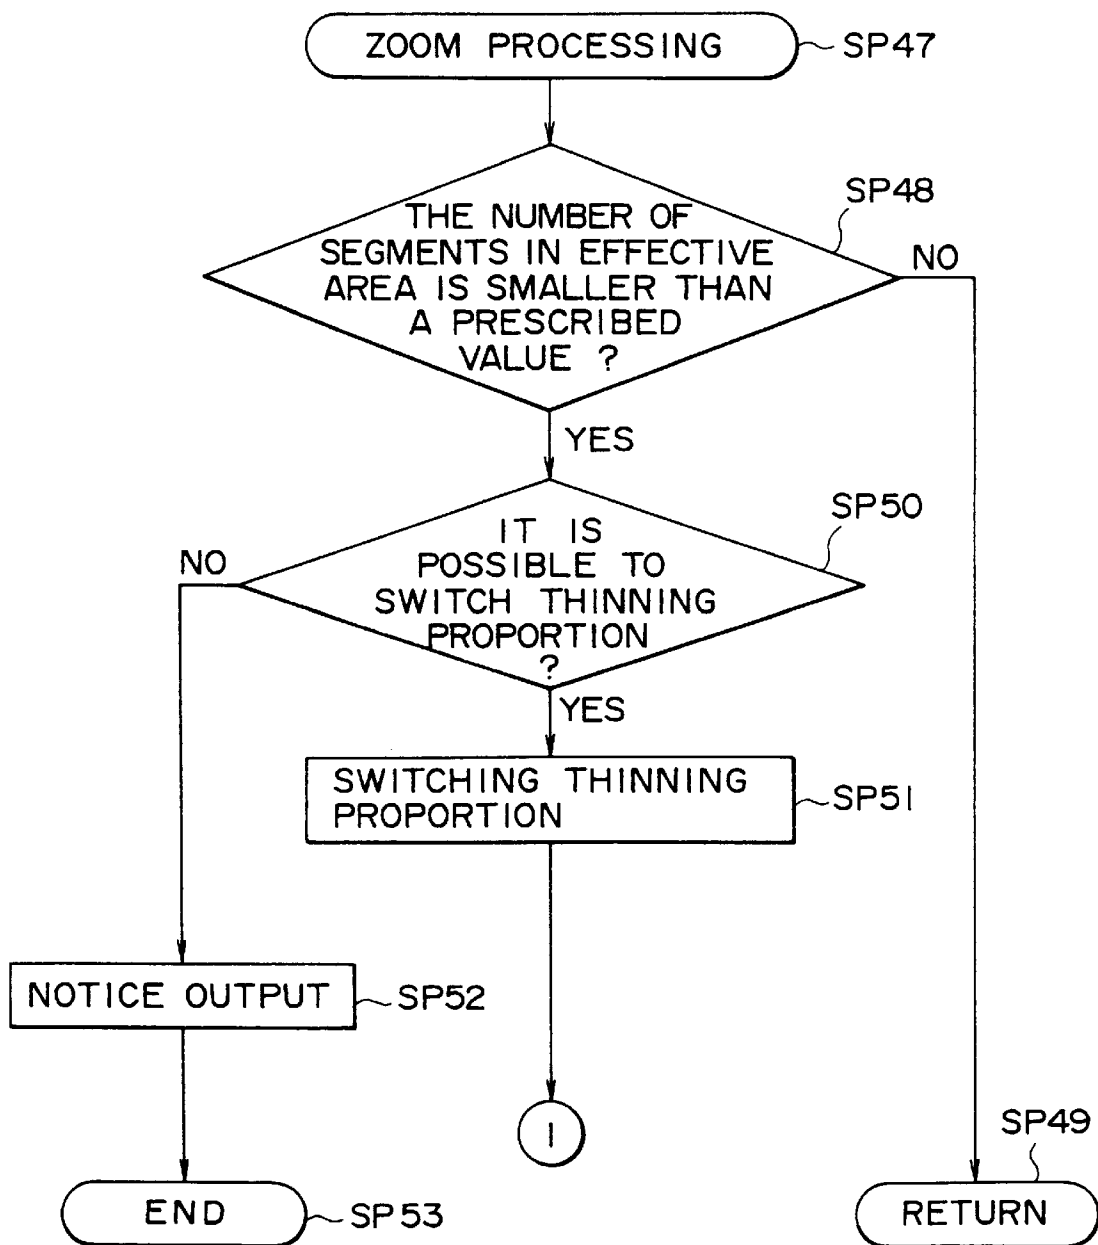 ZOOM PROCESSING
SP47
SP48
THE NUMBER OF
SEGMENTS IN EFFECTIVE
AREA IS SMALLER THAN
A PRESCRIBED
VALUE ?
NO
YES
SP50
IT IS
POSSIBLE TO
SWITCH THINNING
PROPORTION
?
NO
YES
SWITCHING THINNING
PROPORTION
SP51
NOTICE OUTPUT
SP52
1
SP49
END
SP53
RETURN